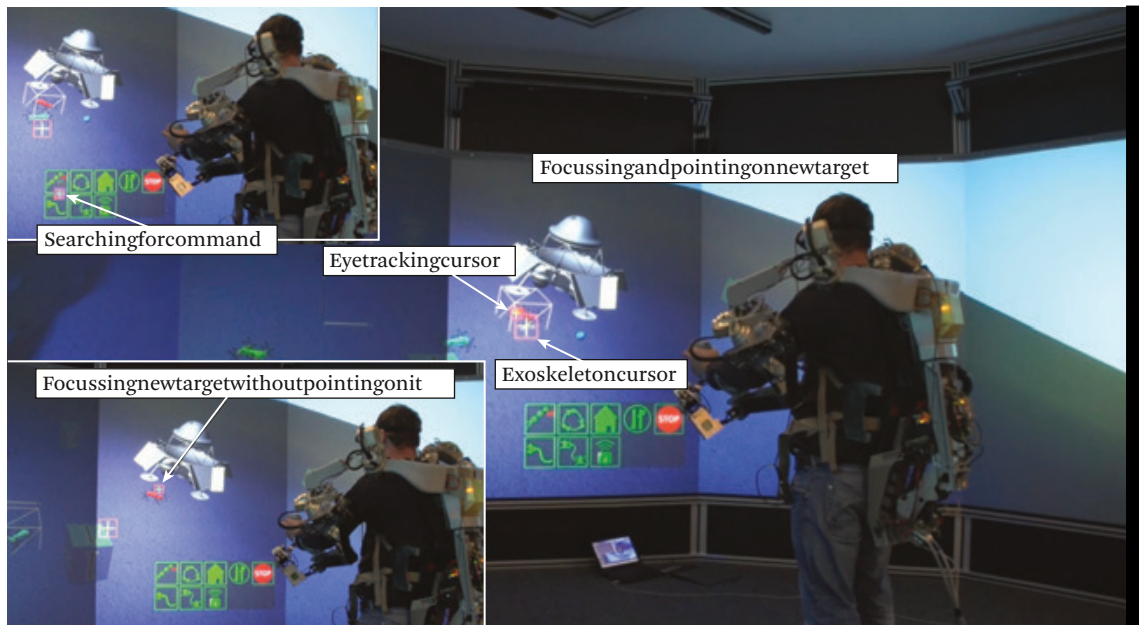 Searchingforcommand
Focussingandpointingonnewtarget
Eyetrackingcursor
Exoskeletoncursor
Focussingnewtargetwithoutpointingonit
STOP
STOP
STOP